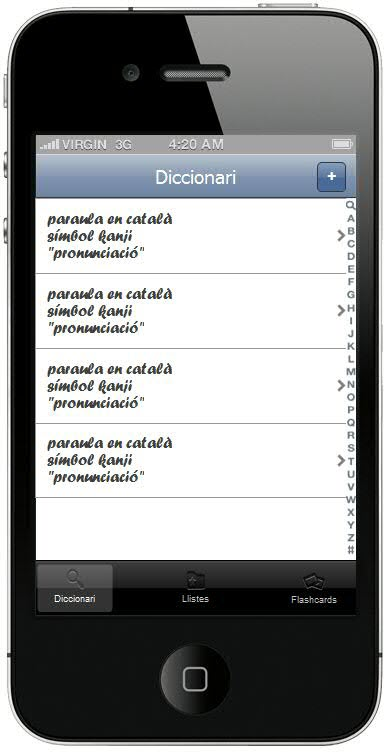 VIRGIN 3G 4:20 AM
Diccionari +
paraula en català
símbol kanji
"pronunciació"
paraula en català
símbol kanji
"pronunciació"
paraula en català
símbol kanji
"pronunciació"
paraula en català
símbol kanji
"pronunciació"
A
B
C
D
E
F
G
H
I
J
K
L
M
N
O
P
Q
R
S
T
U
V
W
X
Y
Z
#
Diccionari Llistes Flashcards